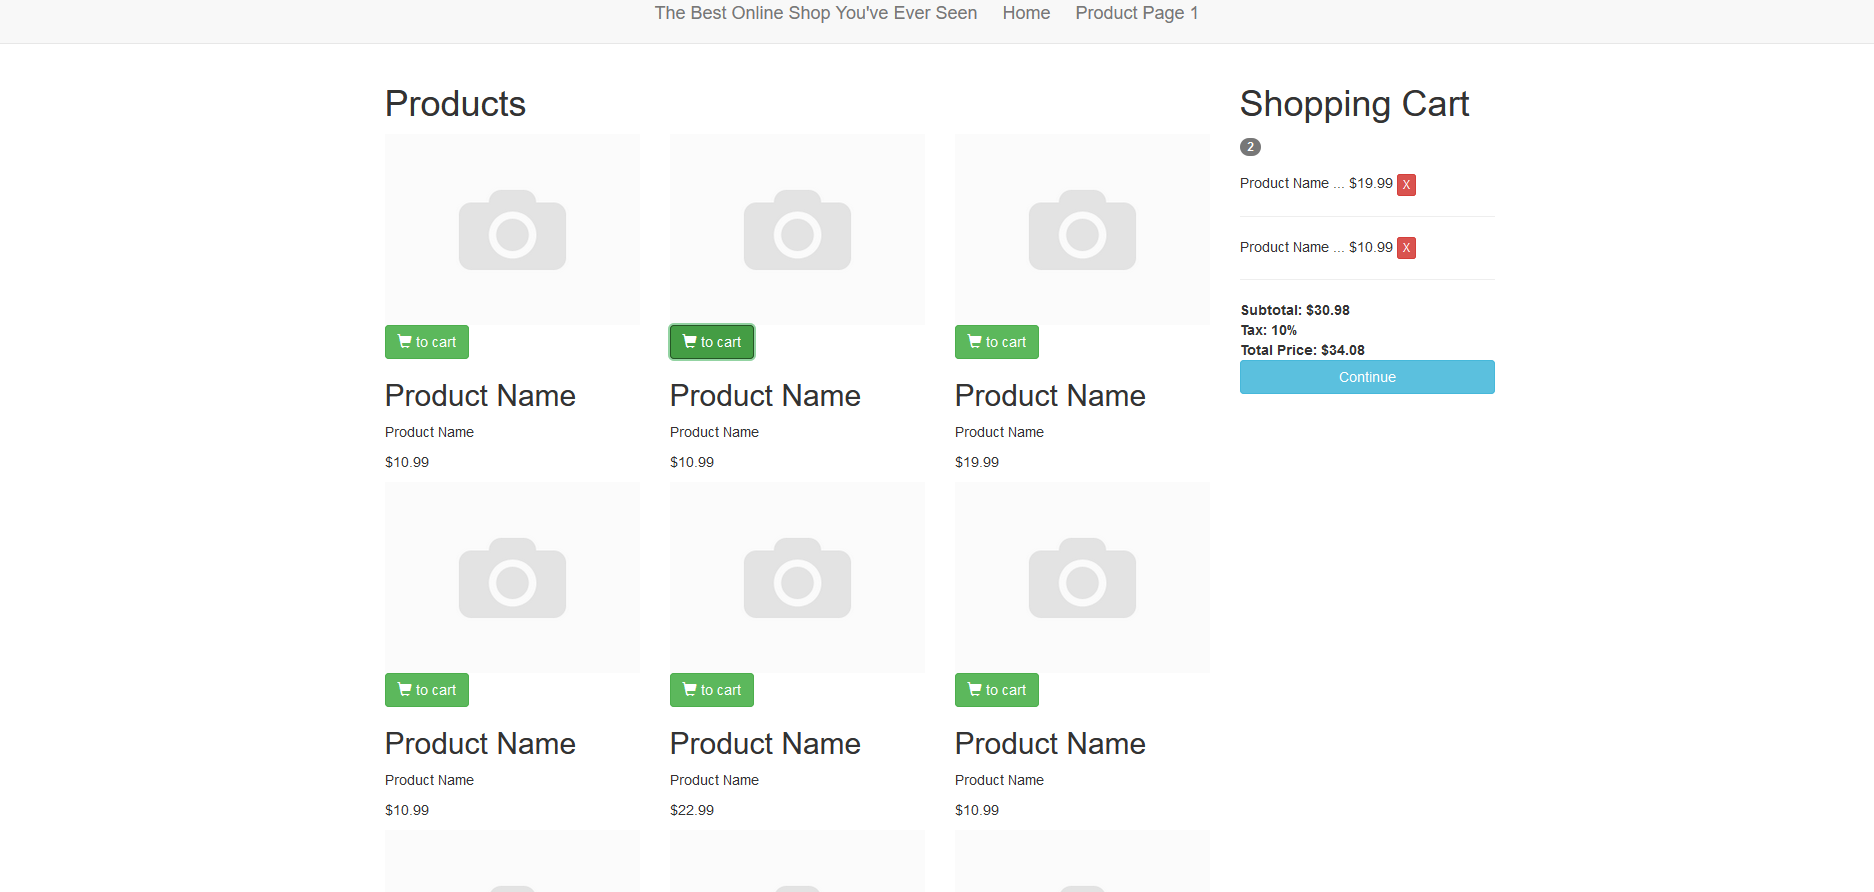 The Best Online Shop You've Ever Seen Home Product Page 1
Products
to cart to cart to cart
Product Name Product Name Product Name
Product Name Product Name Product Name
$10.99 $10.99 $19.99
to cart to cart to cart
Product Name Product Name Product Name
Product Name Product Name Product Name
$10.99 $22.99 $10.99
Shopping Cart
2
Product Name ... $19.99 X
Product Name ... $10.99 X
Subtotal: $30.98
Tax: 10%
Total Price: $34.08
Continue